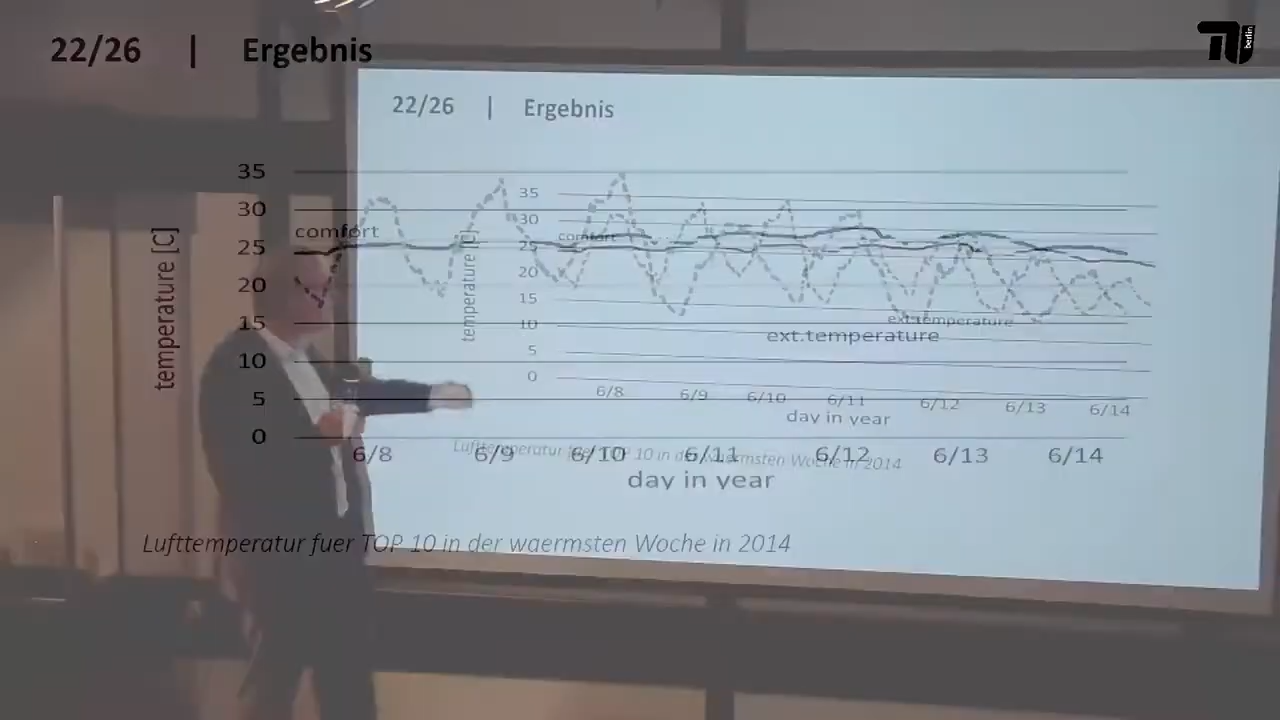 22/26 | Ergebnis
berlin
22/26 | Ergebnis
35
30
25
20
15
10
5
0
temperature [C]
comfort
ext.temperature
6/8 6/9 6/10 6/11 6/12 6/13 6/14
day in year
Lufttemperatur fuer TOP 10 in der waermsten Woche in 2014
35
30
25
20
15
10
5
0
temperature [C]
comfort
ext.temperature
6/8 6/9 6/10 6/11 6/12 6/13 6/14
day in year
Lufttemperatur fuer TOP 10 in der waermsten Woche in 2014